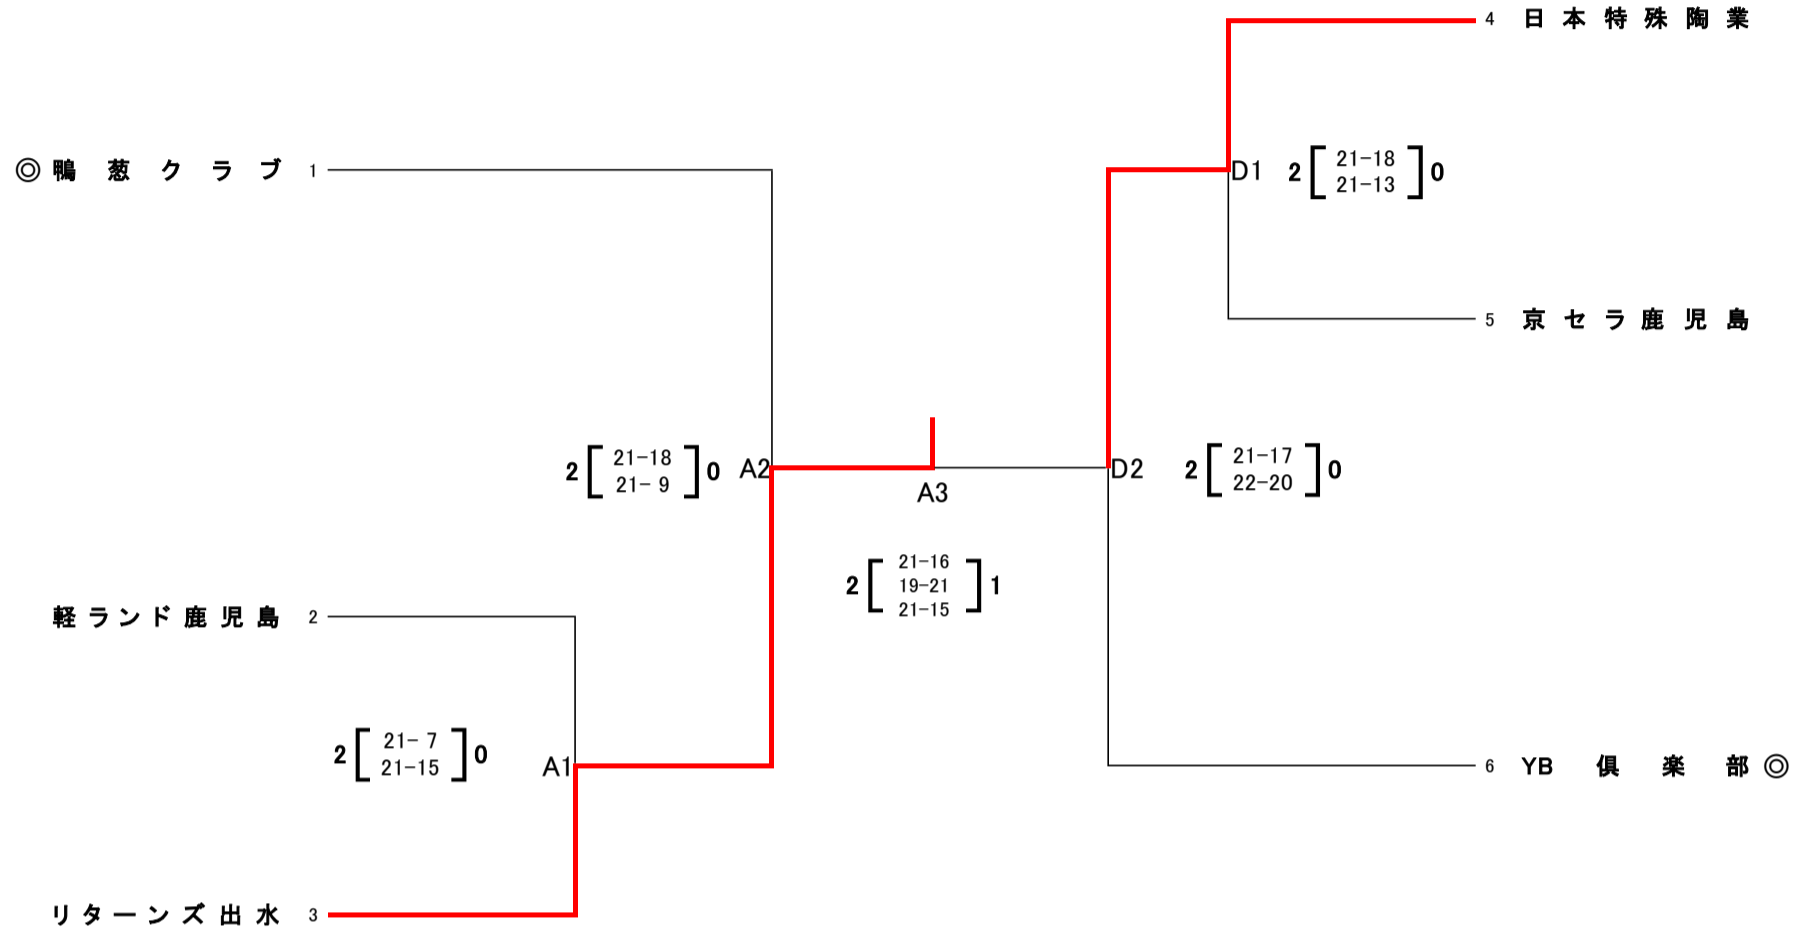 4 日本特殊陶業
◎ 鴨葱クラブ 1
D1 2 [ 21-18 21-13 ] 0
5 京セラ鹿児島
2 [ 21-18 21- 9 ] 0 A2
A3
D2 2 [ 21-17 22-20 ] 0
2 [ 21-16 19-21 21-15 ] 1
軽ランド鹿児島 2
2 [ 21- 7 21-15 ] 0 A1
6 YB倶楽部 ◎
リターンズ出水 3